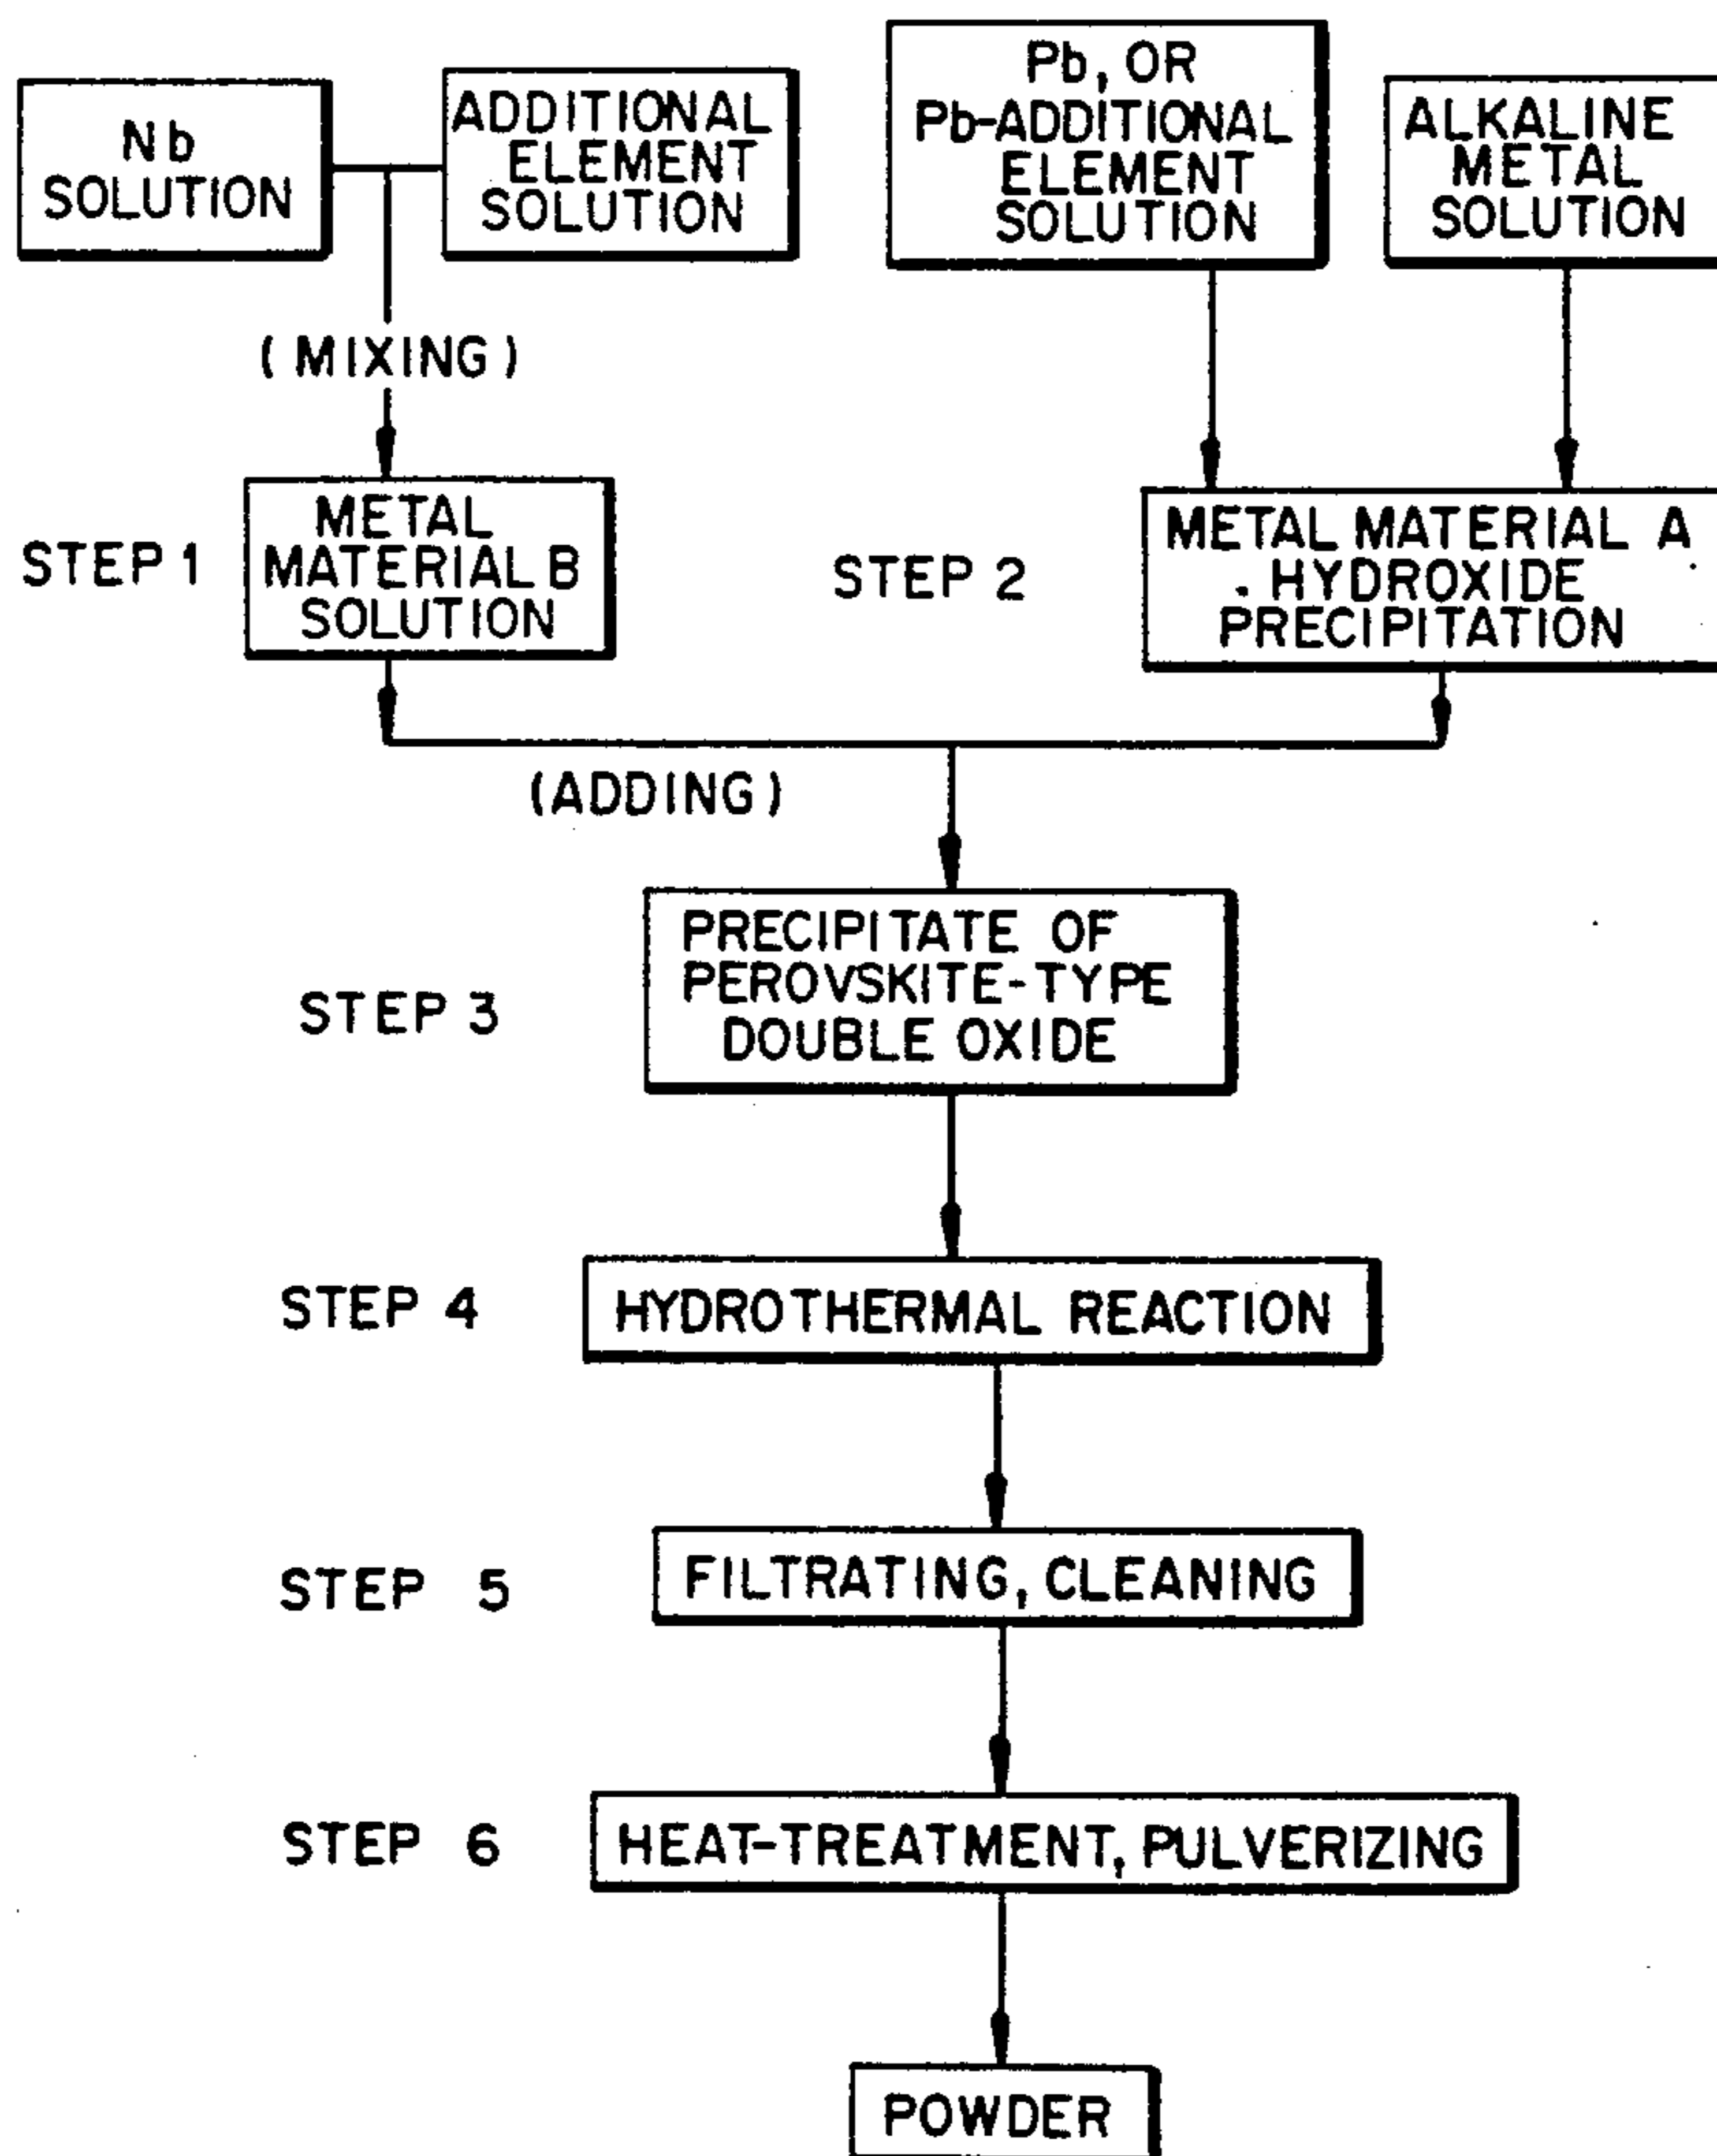 Nb
SOLUTION
ADDITIONAL
ELEMENT
SOLUTION
Pb, OR
Pb-ADDITIONAL
ELEMENT
SOLUTION
ALKALINE
METAL
SOLUTION
(MIXING)
STEP 1
METAL
MATERIAL B
SOLUTION
STEP 2
METAL MATERIAL A
HYDROXIDE
PRECIPITATION
(ADDING)
STEP 3
PRECIPITATE OF
PEROVSKITE-TYPE
DOUBLE OXIDE
STEP 4
HYDROTHERMAL REACTION
STEP 5
FILTRATING, CLEANING
STEP 6
HEAT-TREATMENT, PULVERIZING
POWDER